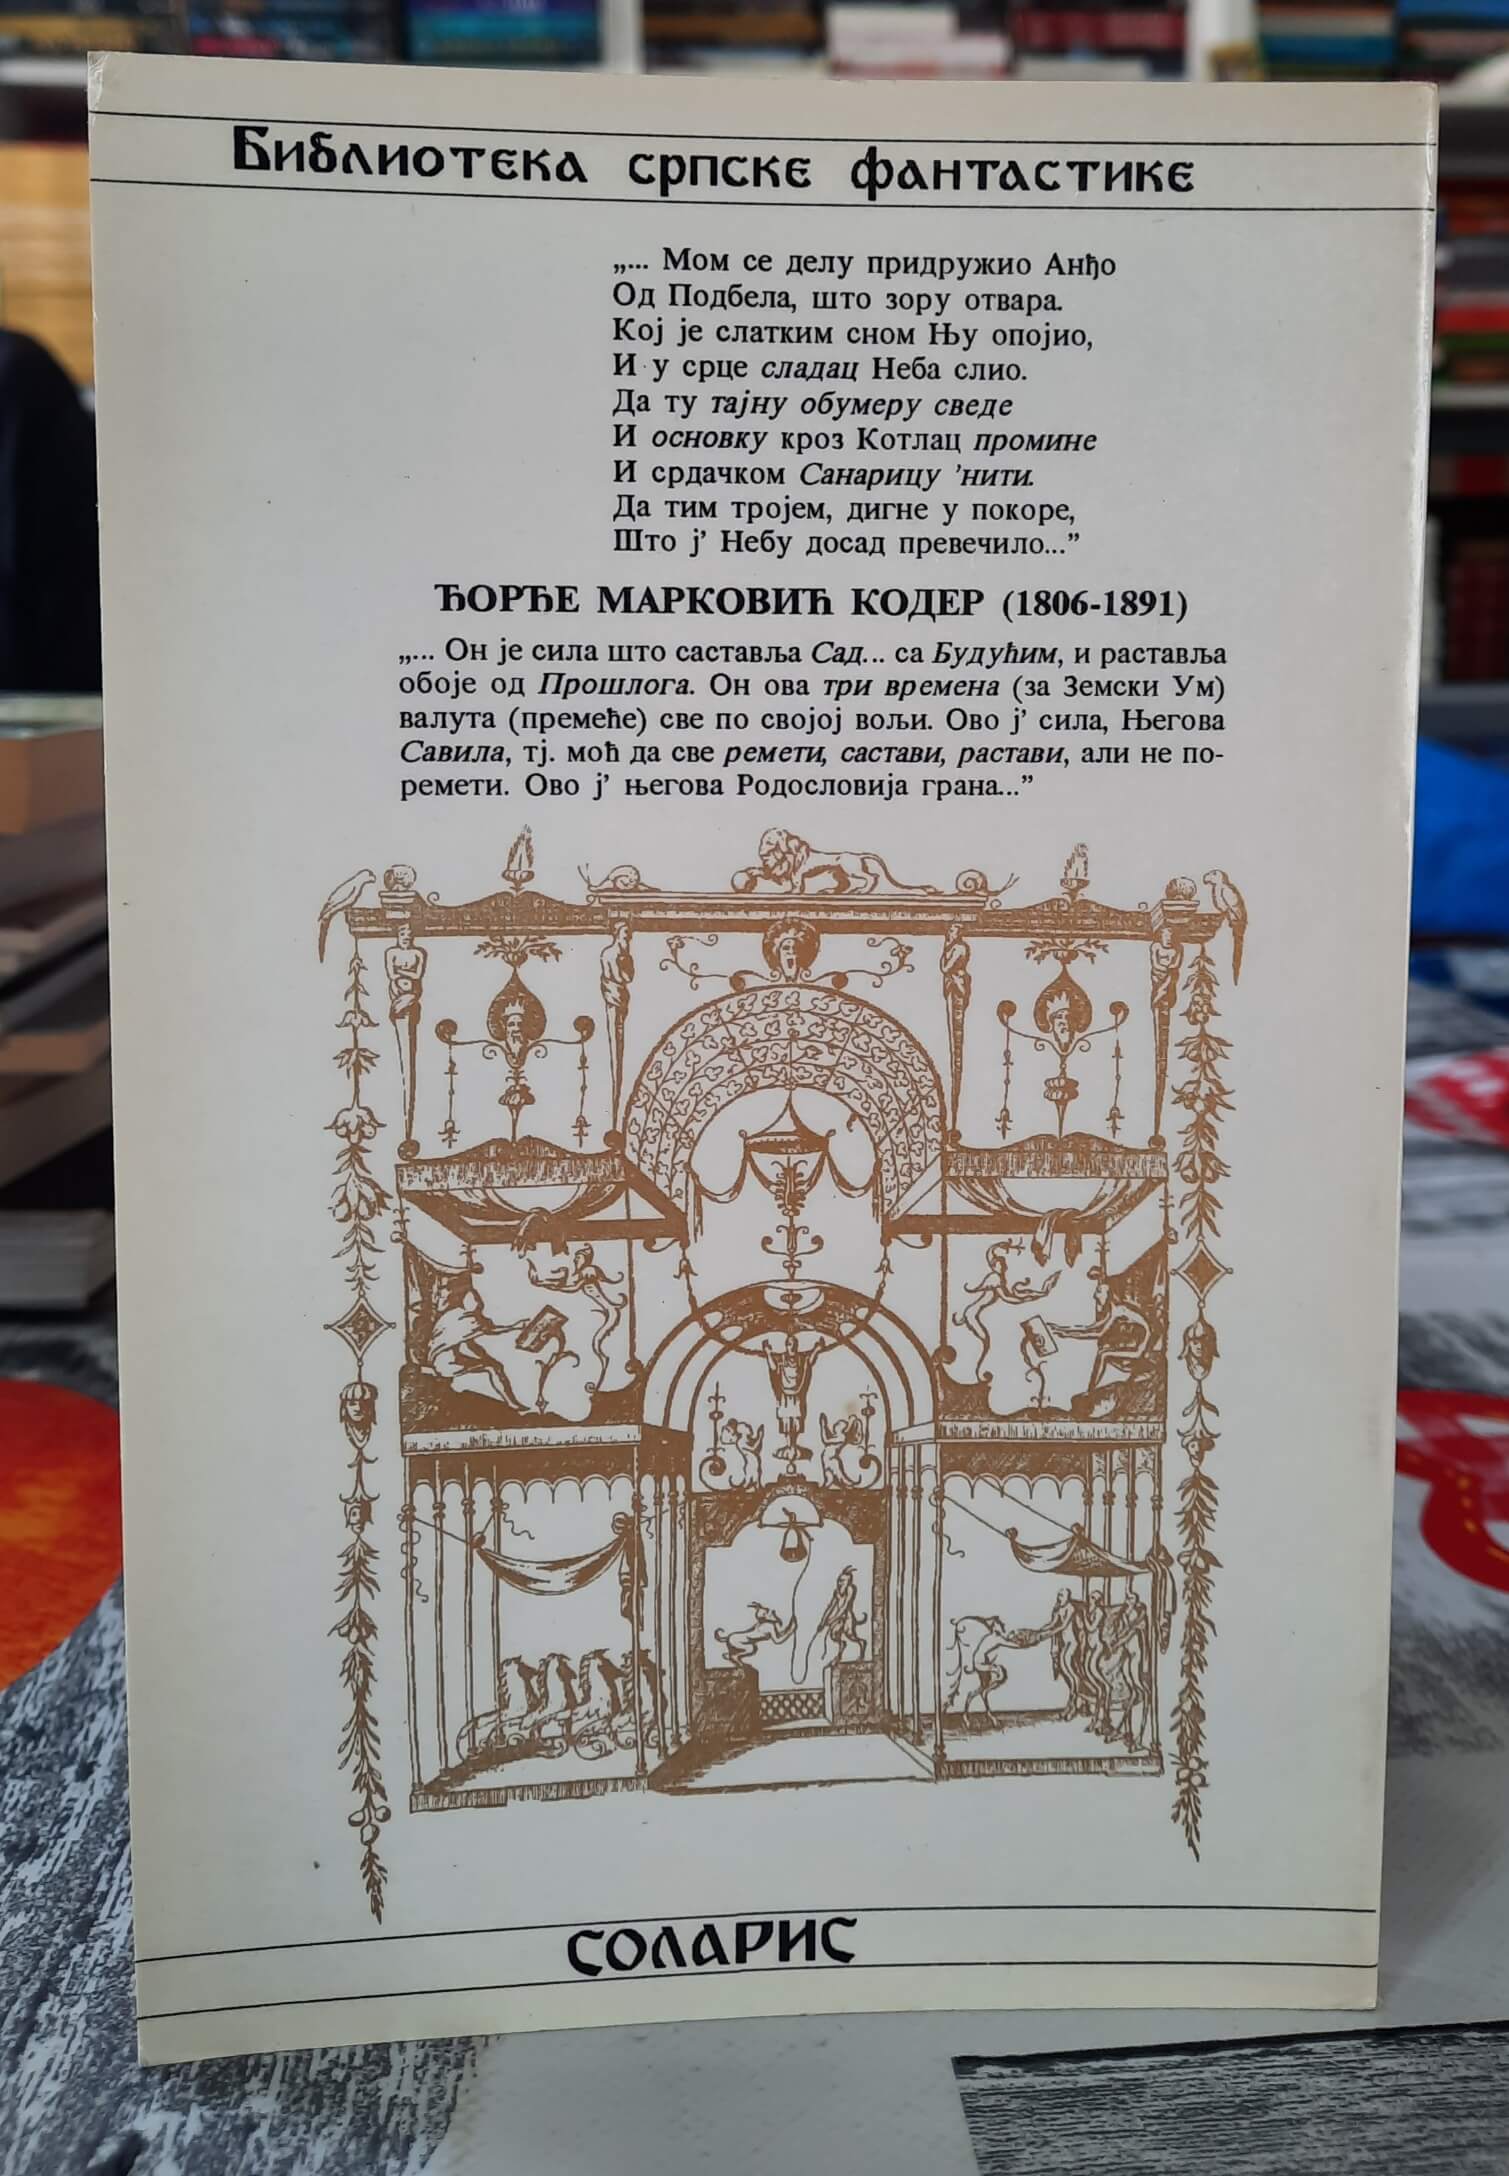 Библиотека српске фантастике
„... Мом се делу придружио Анђо
Од Подбела, што зору отвара.
Кој је слатким сном Њу опојио,
И у срце сладац Неба слио.
Да ту тајну обумеру сведе
И основку кроз Котлац промине
И срдачком Санарицу ’нити.
Да тим тројем, дигне у покоре,
Што ј’ Небу досад превечило...”
ЂОРЂЕ МАРКОВИЋ КОДЕР (1806-1891)
„... Он је сила што саставља Сад... са Будућим, и раставља
обоје од Прошлога. Он ова три времена (за Земски Ум)
валута (премеће) све по својој вољи. Ово ј’ сила, Његова
Савила, тј. моћ да све ремети, састави, растави, али не по-
ремети. Ово ј’ његова Родословија грана...”
СОЛАРИС